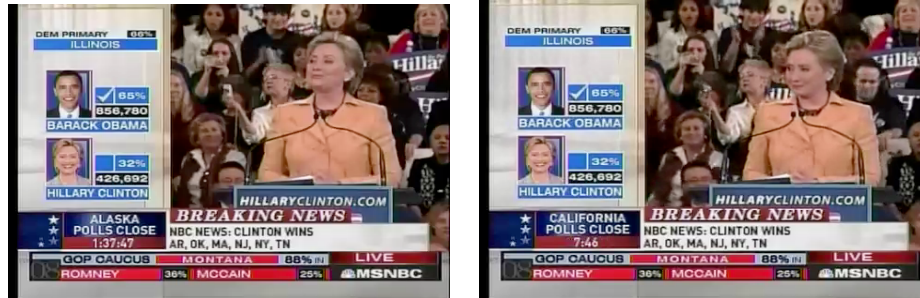 DEM PRIMARY 66%
ILLINOIS
65%
856,780
BARACK OBAMA
32%
426,692
HILLARY CLINTON
Hilla
HILLARYCLINTON.COM
ALASKA
POLLS CLOSE
1:37:47
BREAKING NEWS
NBC NEWS: CLINTON WINS
AR, OK, MA, NJ, NY, TN
GOP CAUCUS MONTANA 88% IN LIVE
08 ROMNEY 36% MCCAIN 25% MSNBC
DEM PRIMARY 66%
ILLINOIS
65%
856,780
BARACK OBAMA
32%
426,692
HILLARY CLINTON
Hilla
HILLARYCLINTON.COM
CALIFORNIA
POLLS CLOSE
7:46
BREAKING NEWS
NBC NEWS: CLINTON WINS
AR, OK, MA, NJ, NY, TN
GOP CAUCUS MONTANA 88% IN LIVE
08 ROMNEY 36% MCCAIN 25% MSNBC